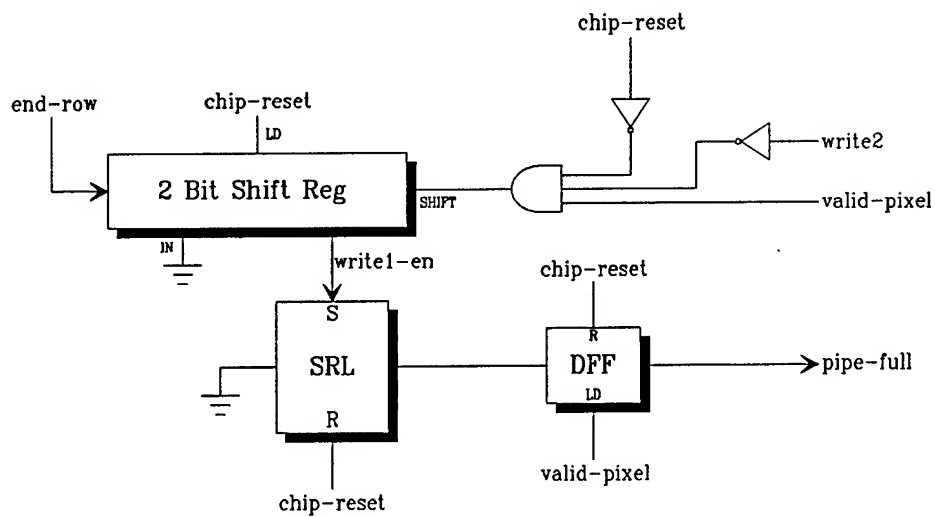 chip-reset
end-row
chip-reset
LD
write2
2 Bit Shift Reg
SHIFT
valid-pixel
IN
write1-en
chip-reset
S
R
SRL
DFF
pipe-full
LD
R
valid-pixel
chip-reset